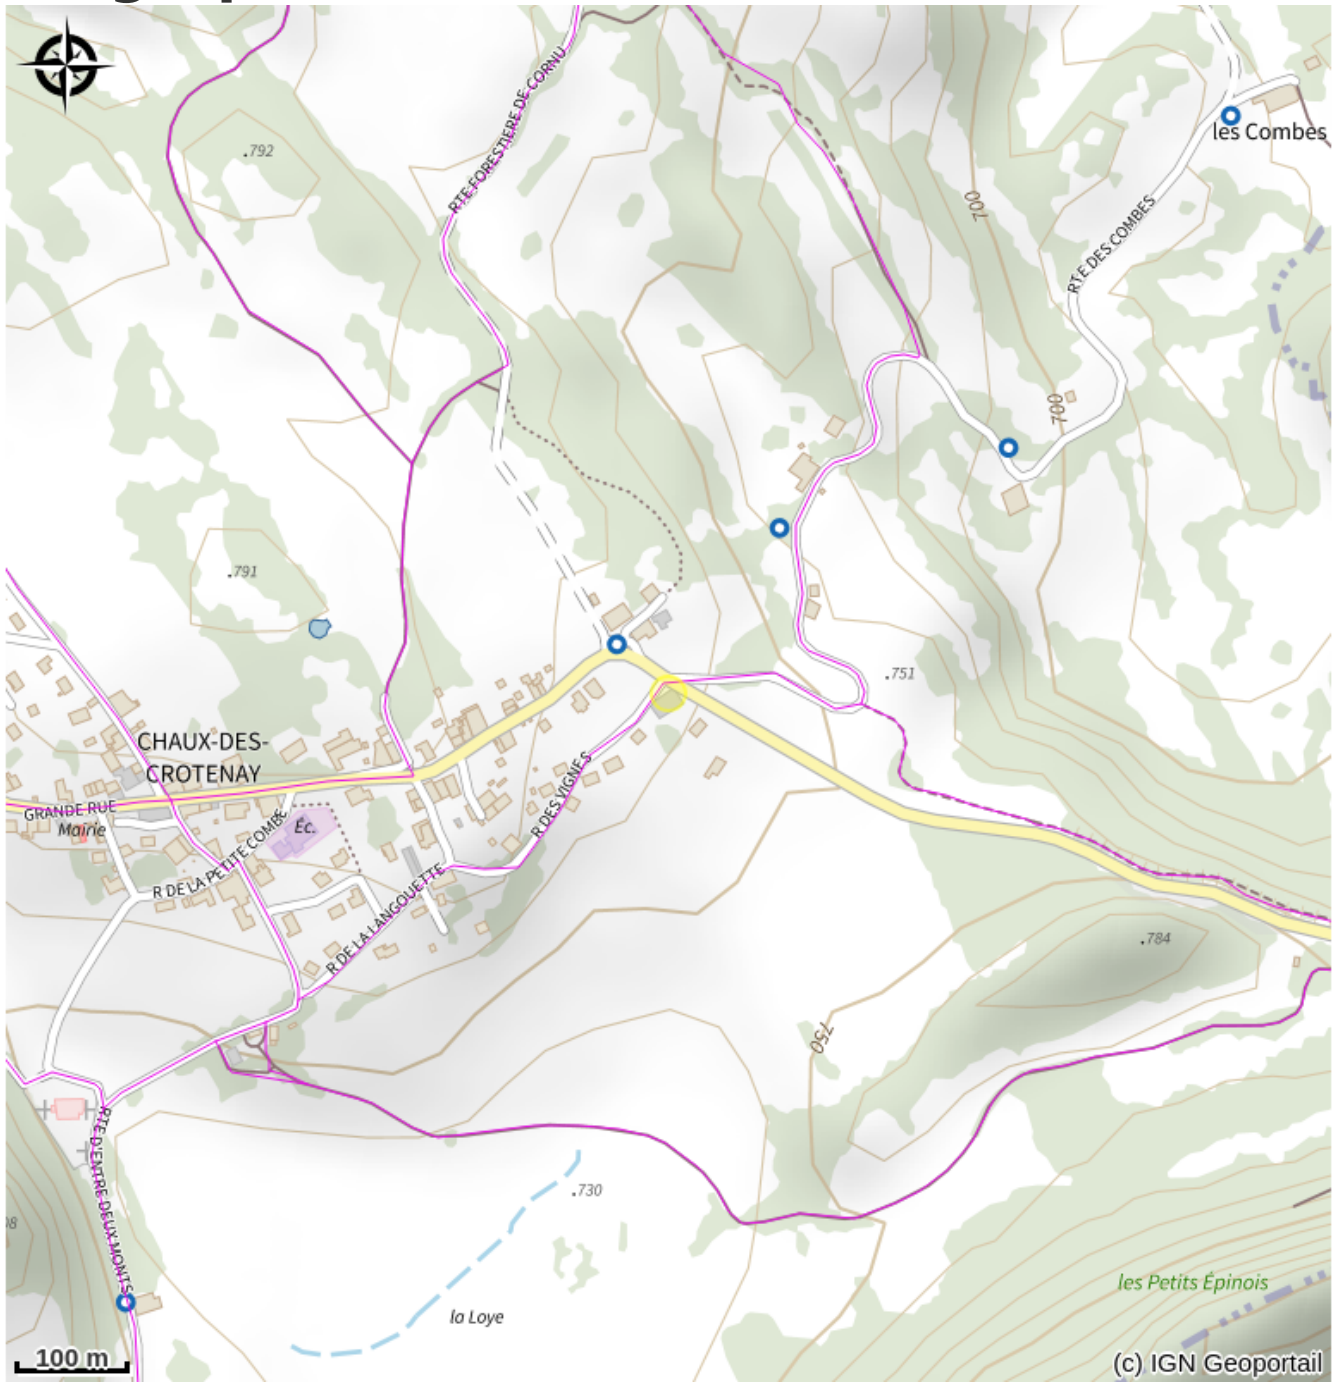 RTE FORESTIERE DE CORNU
.792
les Combes
700
RTE DES COMBES
700
.791
.751
CHAUX-DES-
CROTENAY
GRANDE RUE
Mairie
Éc.
R DE LA PETITE COMBE
R DES VIGNES
R DE LA LANGOUETTE
.784
750
RTE D'ENTRE DEUX MONTS
.730
les Petits Épinois
la Loye
100 m
(c) IGN Geoportail